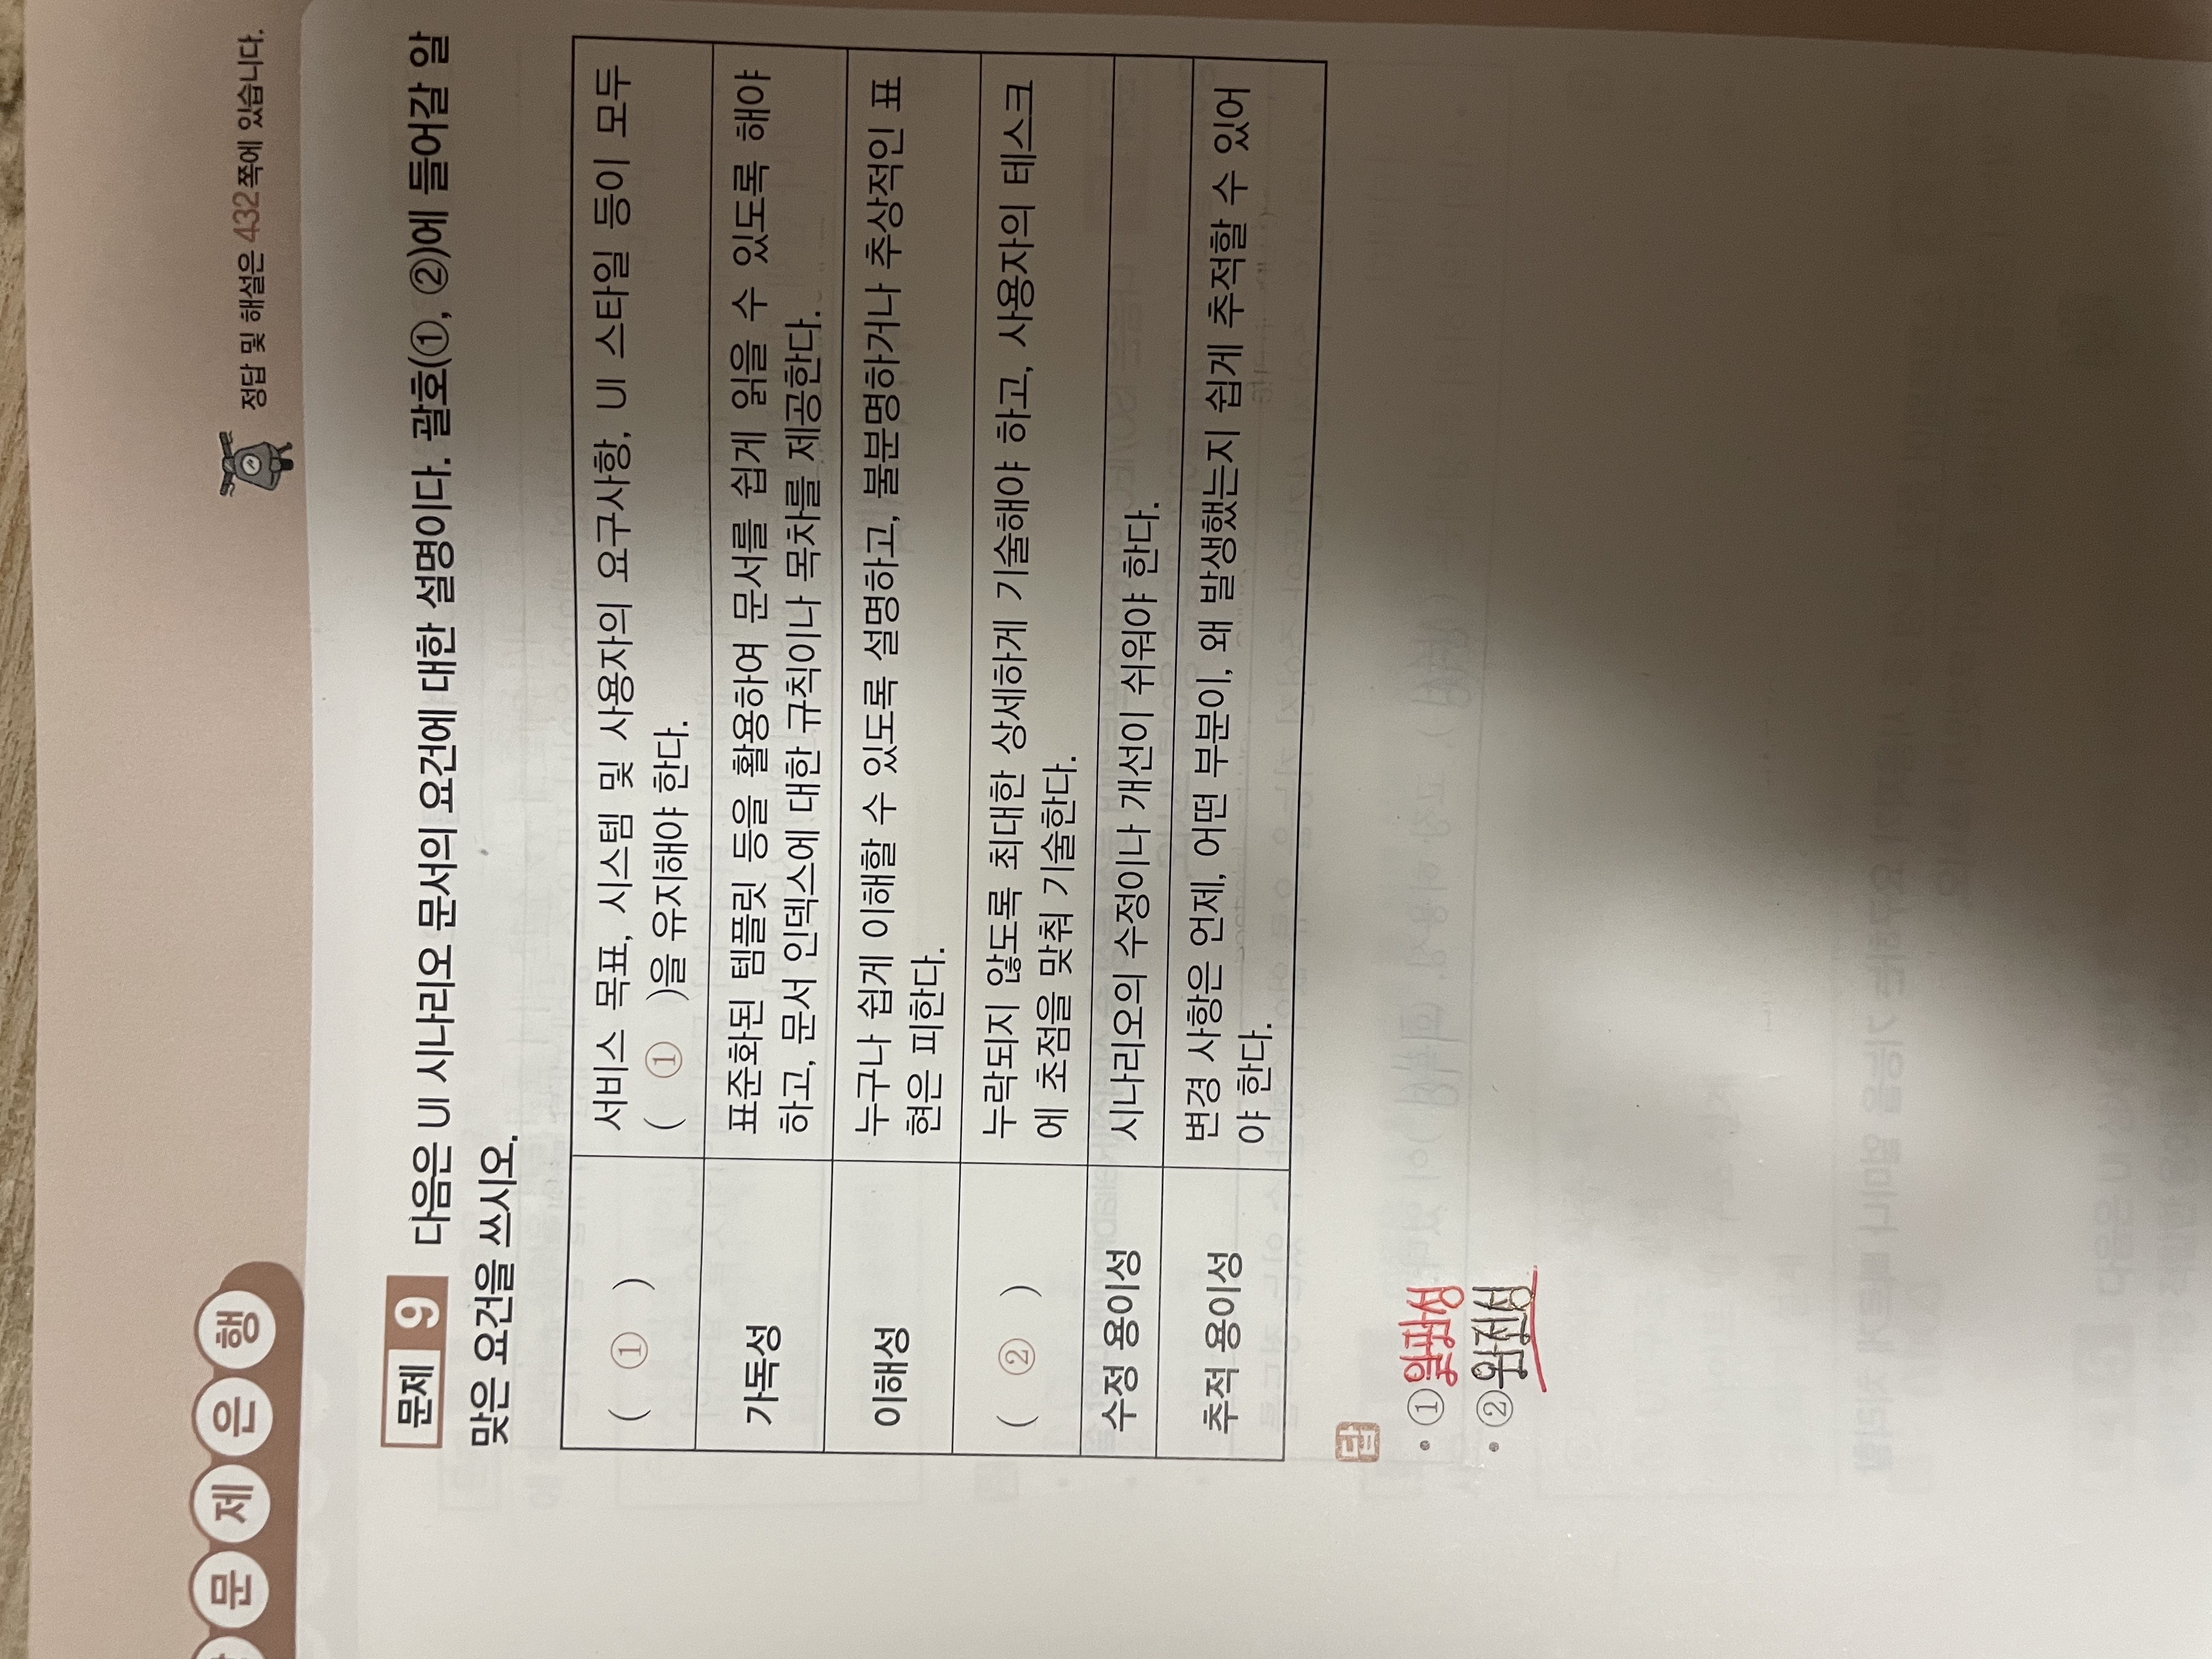 문제은행
정답 및 해설은 432쪽에 있습니다.
문제 9 다음은 UI 시나리오 문서의 요건에 대한 설명이다. 괄호(①, ②)에 들어갈 알
맞은 요건을 쓰시오.
( ① )
서비스 목표, 시스템 및 사용자의 요구사항, UI 스타일 등이 모두
( ① )을 유지해야 한다.
가독성
표준화된 템플릿 등을 활용하여 문서를 쉽게 읽을 수 있도록 해야
하고, 문서 인덱스에 대한 규칙이나 목차를 제공한다.
이해성
누구나 쉽게 이해할 수 있도록 설명하고, 불분명하거나 추상적인 표
현은 피한다.
( ② )
누락되지 않도록 최대한 상세하게 기술해야 하고, 사용자의 테스크
에 초점을 맞춰 기술한다.
수정 용이성
시나리오의 수정이나 개선이 쉬워야 한다.
추적 용이성
변경 사항은 언제, 어떤 부분이, 왜 발생했는지 쉽게 추적할 수 있어
야 한다.
답
• ① 일관성
• ② 완전성